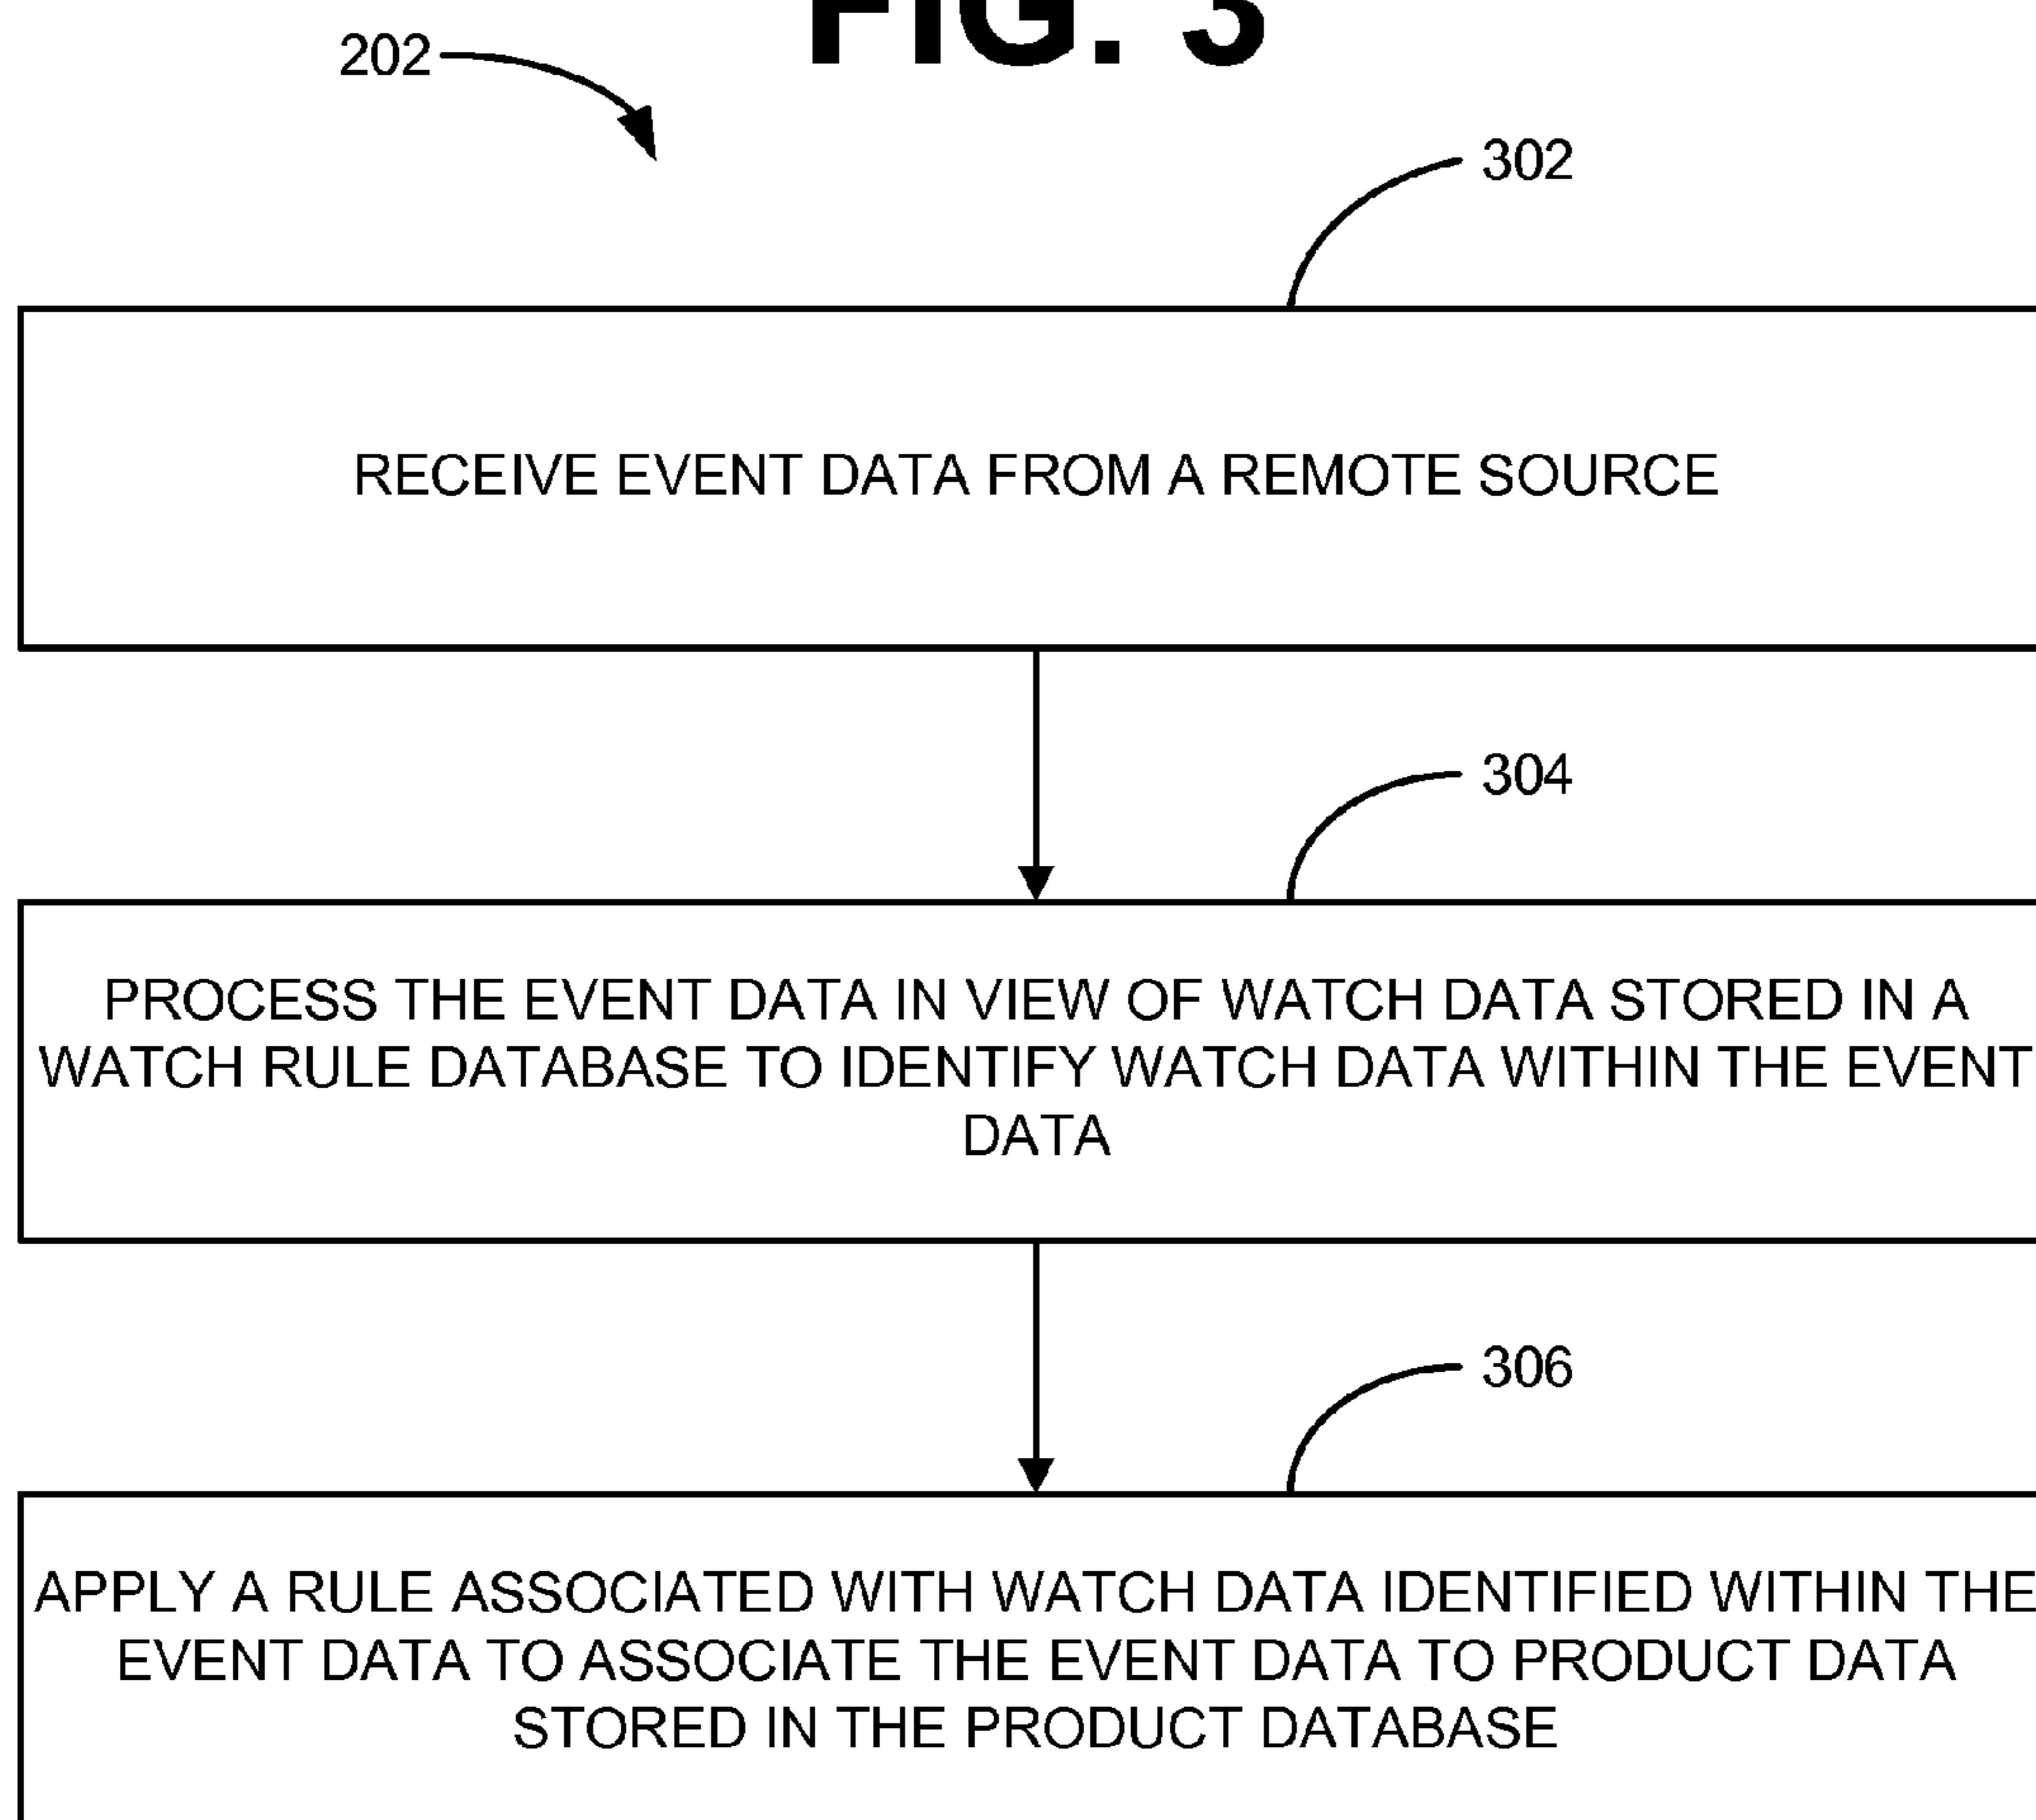 FIG. 3
202
302
RECEIVE EVENT DATA FROM A REMOTE SOURCE
304
PROCESS THE EVENT DATA IN VIEW OF WATCH DATA STORED IN A
WATCH RULE DATABASE TO IDENTIFY WATCH DATA WITHIN THE EVENT
DATA
306
APPLY A RULE ASSOCIATED WITH WATCH DATA IDENTIFIED WITHIN THE
EVENT DATA TO ASSOCIATE THE EVENT DATA TO PRODUCT DATA
STORED IN THE PRODUCT DATABASE